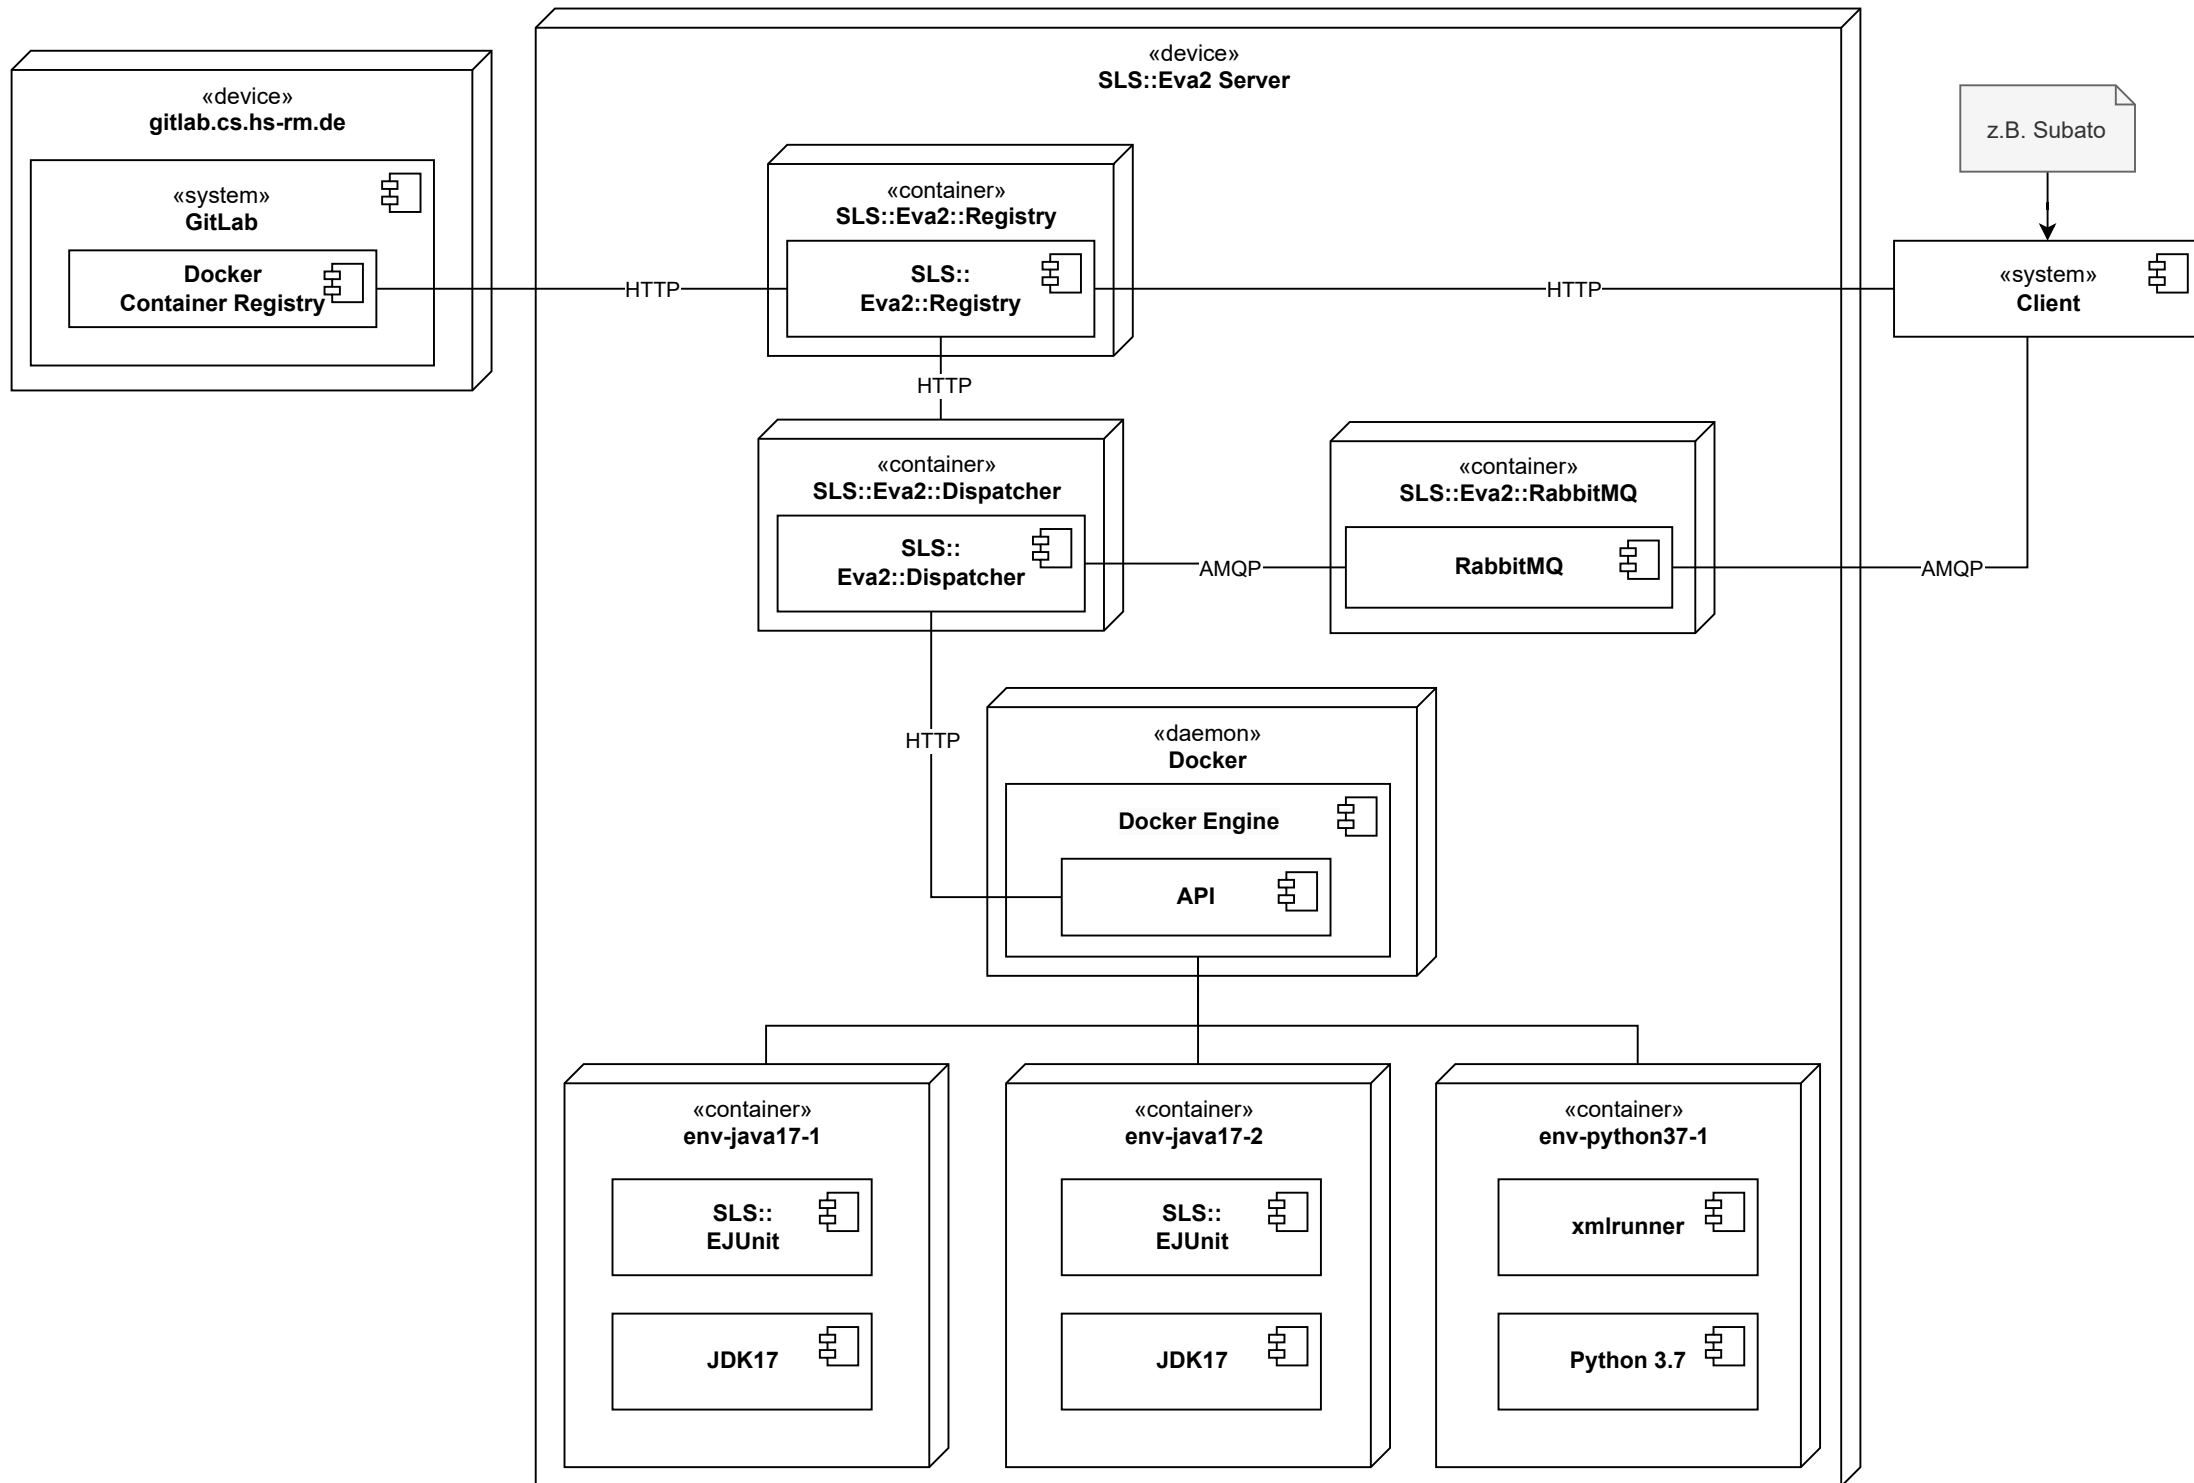 «device»
SLS::Eva2 Server
«device»
gitlab.cs.hs-rm.de
«system»
GitLab
Docker
Container Registry
HTTP
«container»
SLS::Eva2::Registry
SLS::
Eva2::Registry
HTTP
z.B. Subato
«system»
Client
HTTP
«container»
SLS::Eva2::Dispatcher
SLS::
Eva2::Dispatcher
AMQP
«container»
SLS::Eva2::RabbitMQ
RabbitMQ
AMQP
HTTP
«daemon»
Docker
Docker Engine
API
«container»
env-java17-1
SLS::
EJUnit
JDK17
«container»
env-java17-2
SLS::
EJUnit
JDK17
«container»
env-python37-1
xmlrunner
Python 3.7